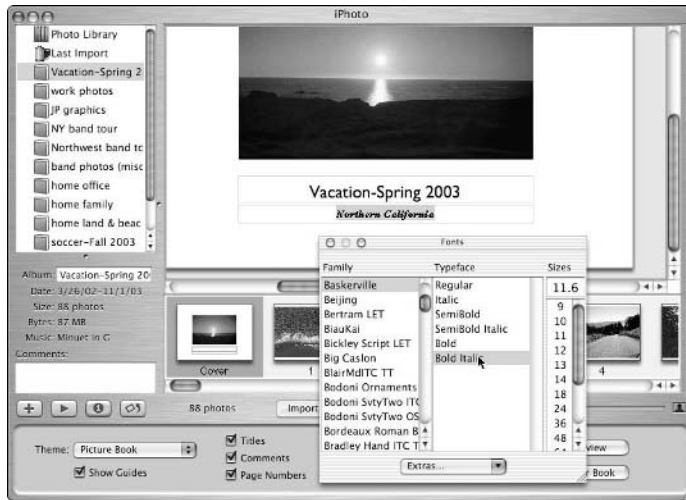 iPhoto
Photo Library
Last Import
Vacation-Spring 2
work photos
JP graphics
NY band tour
Northwest band tc
band photos (misc
home office
home family
home land & beac
soccer-Fall 2003
Album: Vacation-Spring 20
Date: 3/26/02-11/1/03
Size: 88 photos
Bytes: 87 MB
Music: Minuet in G
Comments:
Vacation-Spring 2003
Northern California
Cover
1
4
88 photos
Import
Theme: Picture Book
Show Guides
Titles
Comments
Page Numbers
view
Book
Fonts
Family Typeface Sizes
Baskerville Regular 11.6
Beijing Italic 9
Bertram LET SemiBold 10
BiauKai SemiBold Italic 11
Bickley Script LET Bold 12
Big Caslon Bold Italic 13
BlairMdITC TT 14
Bodoni Ornaments 18
Bodoni SvtyTwo ITC 24
Bodoni SvtyTwo OS 36
Bordeaux Roman B 48
Bradley Hand ITC T 64
Extras...